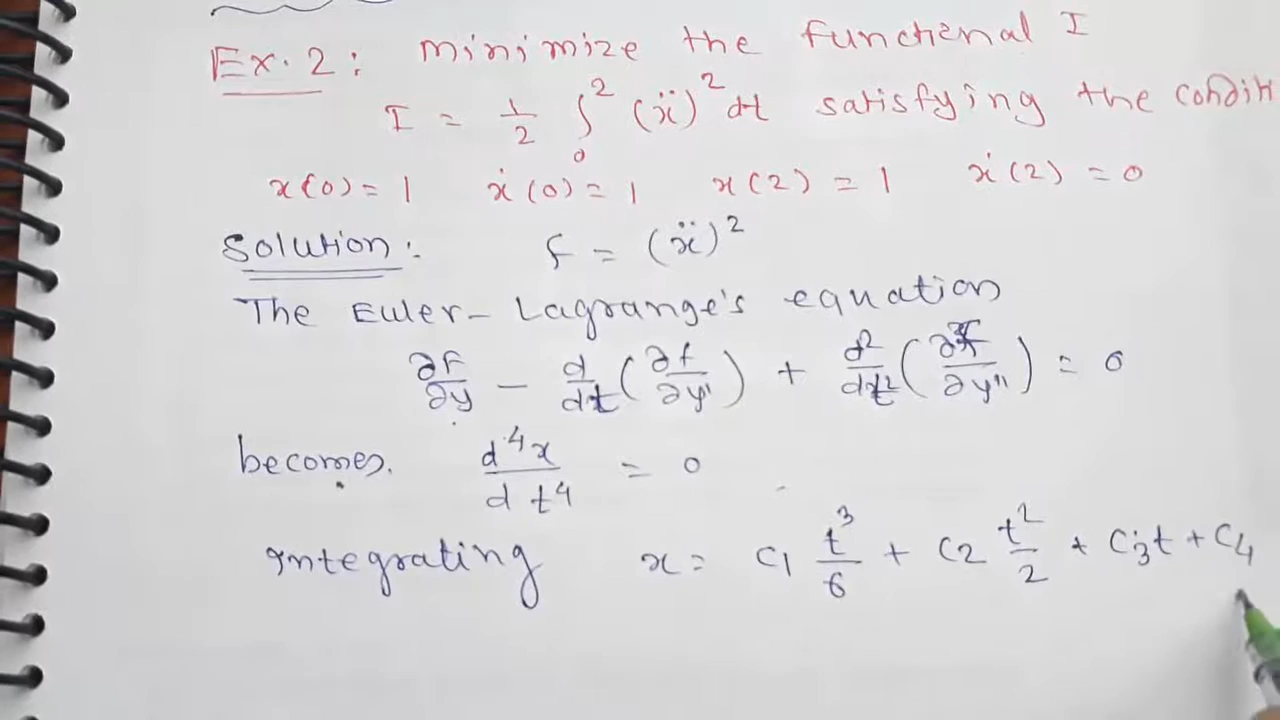 Ex. 2: minimize the functional I
I = 1/2 ∫₀² (ẍ)² dt satisfying the condit
x(0) = 1 ẋ(0) = 1 x(2) = 1 ẋ(2) = 0
Solution: F = (ẍ)²
The Euler-Lagrange's equation
∂F/∂y - d/dt (∂f/∂y') + d²/dt² (∂f/∂y'') = 0
becomes. d⁴x/dt⁴ = 0
Integrating x = c₁ t³/6 + c₂ t²/2 + c₃t + c₄